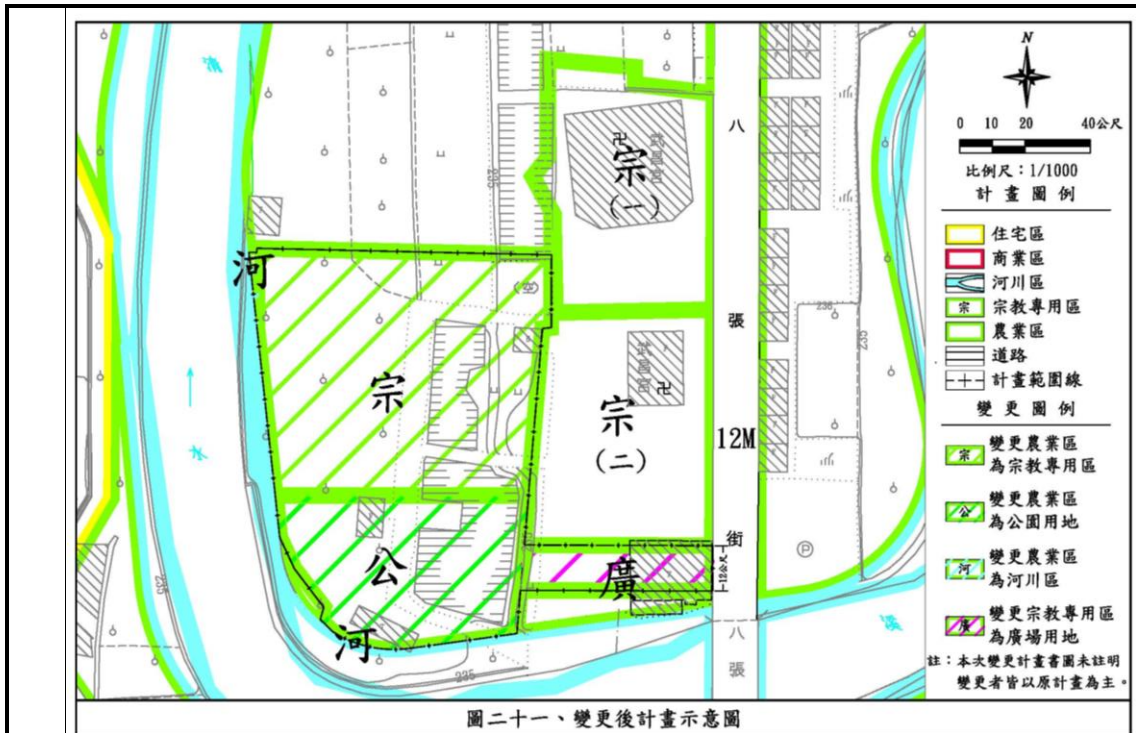 N
0 10 20 40公尺
比例尺：1/1000
計畫圖例
住宅區
商業區
河川區
宗 宗教專用區
農業區
道路
計畫範圍線
變更圖例
宗 變更農業區
為宗教專用區
公 變更農業區
為公園用地
河 變更農業區
為河川區
廣 變更宗教專用區
為廣場用地
註：本次變更計畫書圖未註明
變更者皆以原計畫為主。
宗
(一)
卍
八
張
街
12M
河
宗
宗
(二)
卍
公
廣
12公尺
河
八
張
235
235
235
235
235
P
圖二十一、變更後計畫示意圖